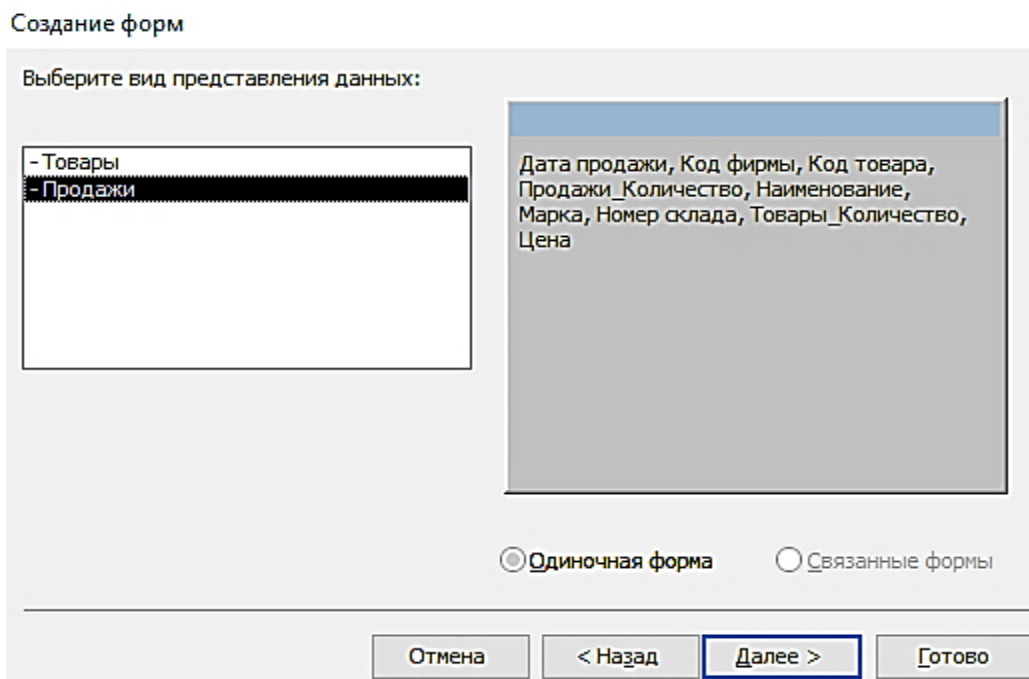 Создание форм
Выберите вид представления данных:
- Товары
- Продажи
Дата продажи, Код фирмы, Код товара,
Продажи_Количество, Наименование,
Марка, Номер склада, Товары_Количество,
Цена
Одиночная форма
Связанные формы
Отмена
< Назад
Далее >
Готово